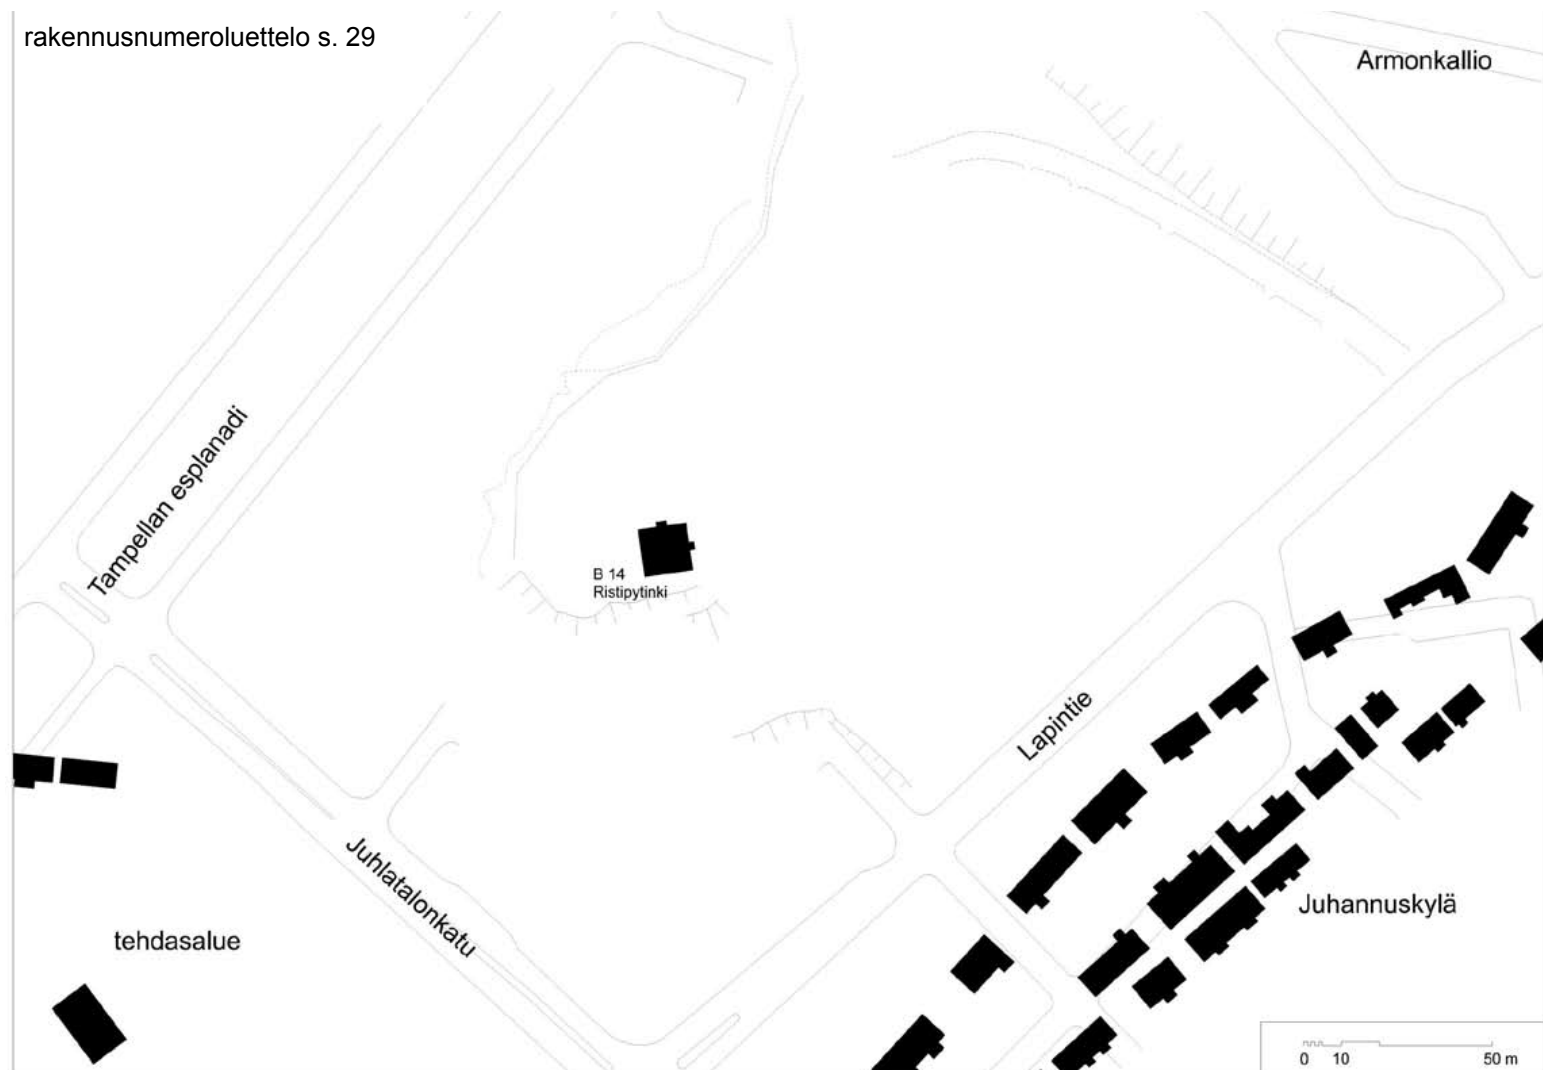 rakennusnumeroluettelo s. 29
Armonkallio
Tampellan esplanadi
B 14
Ristipytinki
Lapintie
Juhlatalonkatu
Juhannuskylä
tehdasalue
0 10 50 m